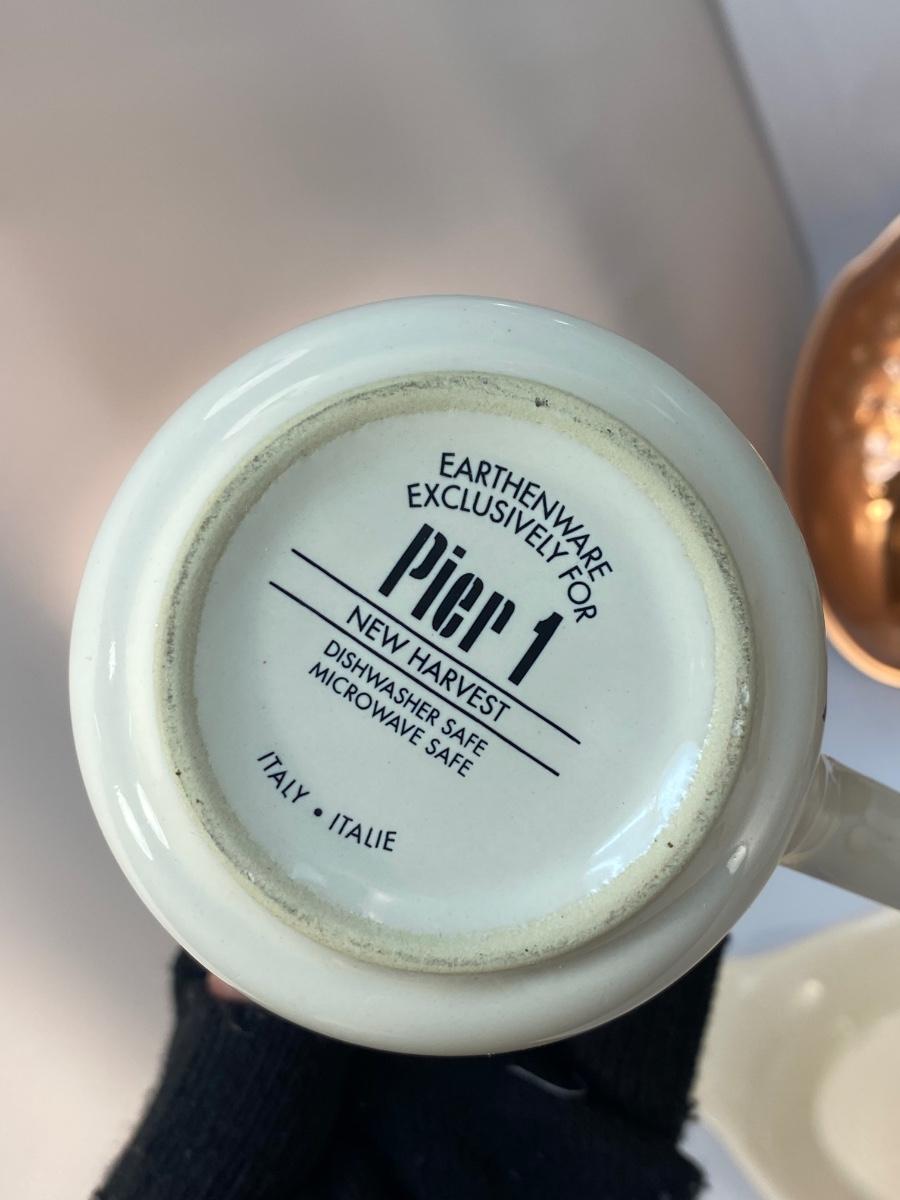 EARTHENWARE
EXCLUSIVELY FOR
Pier 1
NEW HARVEST
DISHWASHER SAFE
MICROWAVE SAFE
ITALY • ITALIE